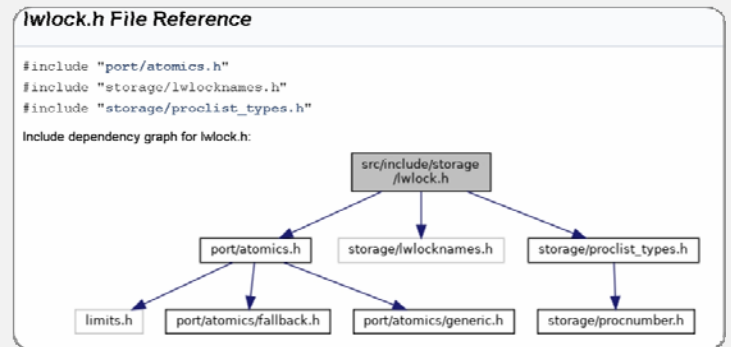 lwlock.h File Reference
#include "port/atomics.h"
#include "storage/lwlocknames.h"
#include "storage/proclist_types.h"
Include dependency graph for lwlock.h:
src/include/storage
/lwlock.h
port/atomics.h
storage/lwlocknames.h
storage/proclist_types.h
limits.h
port/atomics/fallback.h
port/atomics/generic.h
storage/procnumber.h